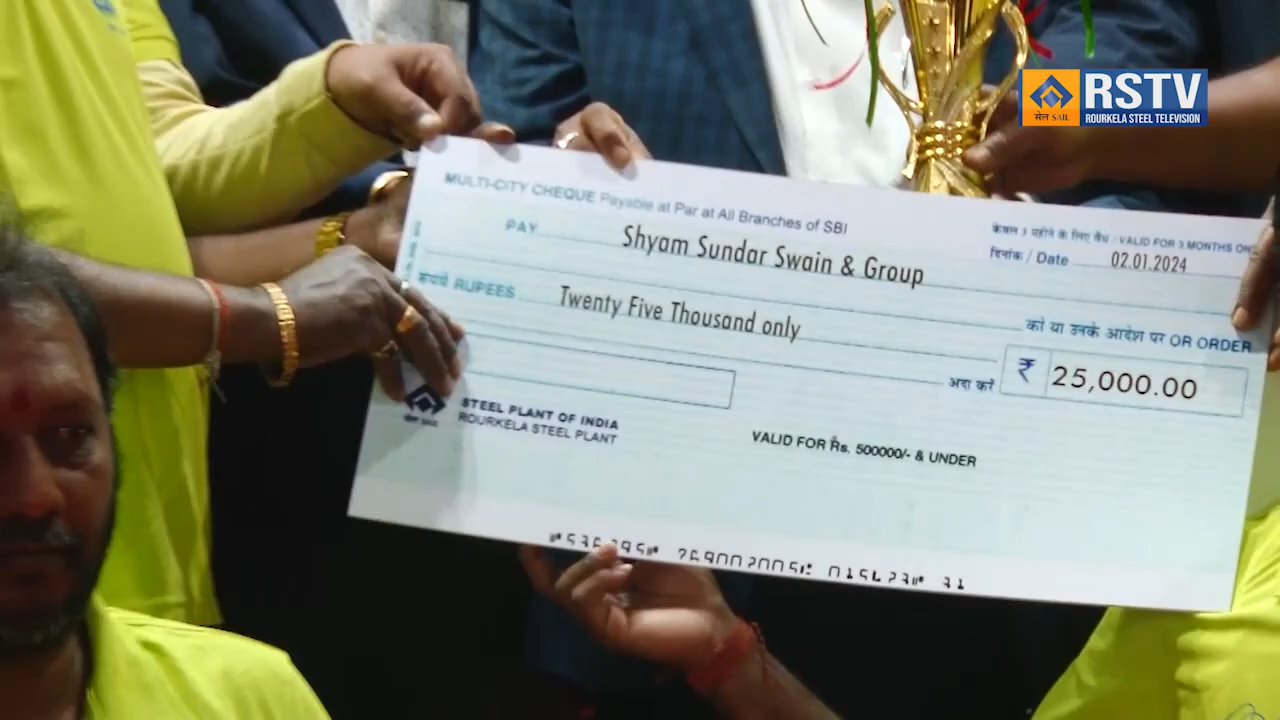 RSTV
ROURKELA STEEL TELEVISION
सेल SAIL
MULTI-CITY CHEQUE Payable at Par at All Branches of SBI
केवल 3 महीने के लिए वैध / VALID FOR 3 MONTHS
PAY Shyam Sundar Swain & Group
दिनांक / Date 02.01.2024
रूपये RUPEES Twenty Five Thousand only
को या उनके आदेश पर OR ORDER
अदा करें ₹ 25,000.00
STEEL PLANT OF INDIA
ROURKELA STEEL PLANT
सेल SAIL
VALID FOR Rs. 500000/- & UNDER